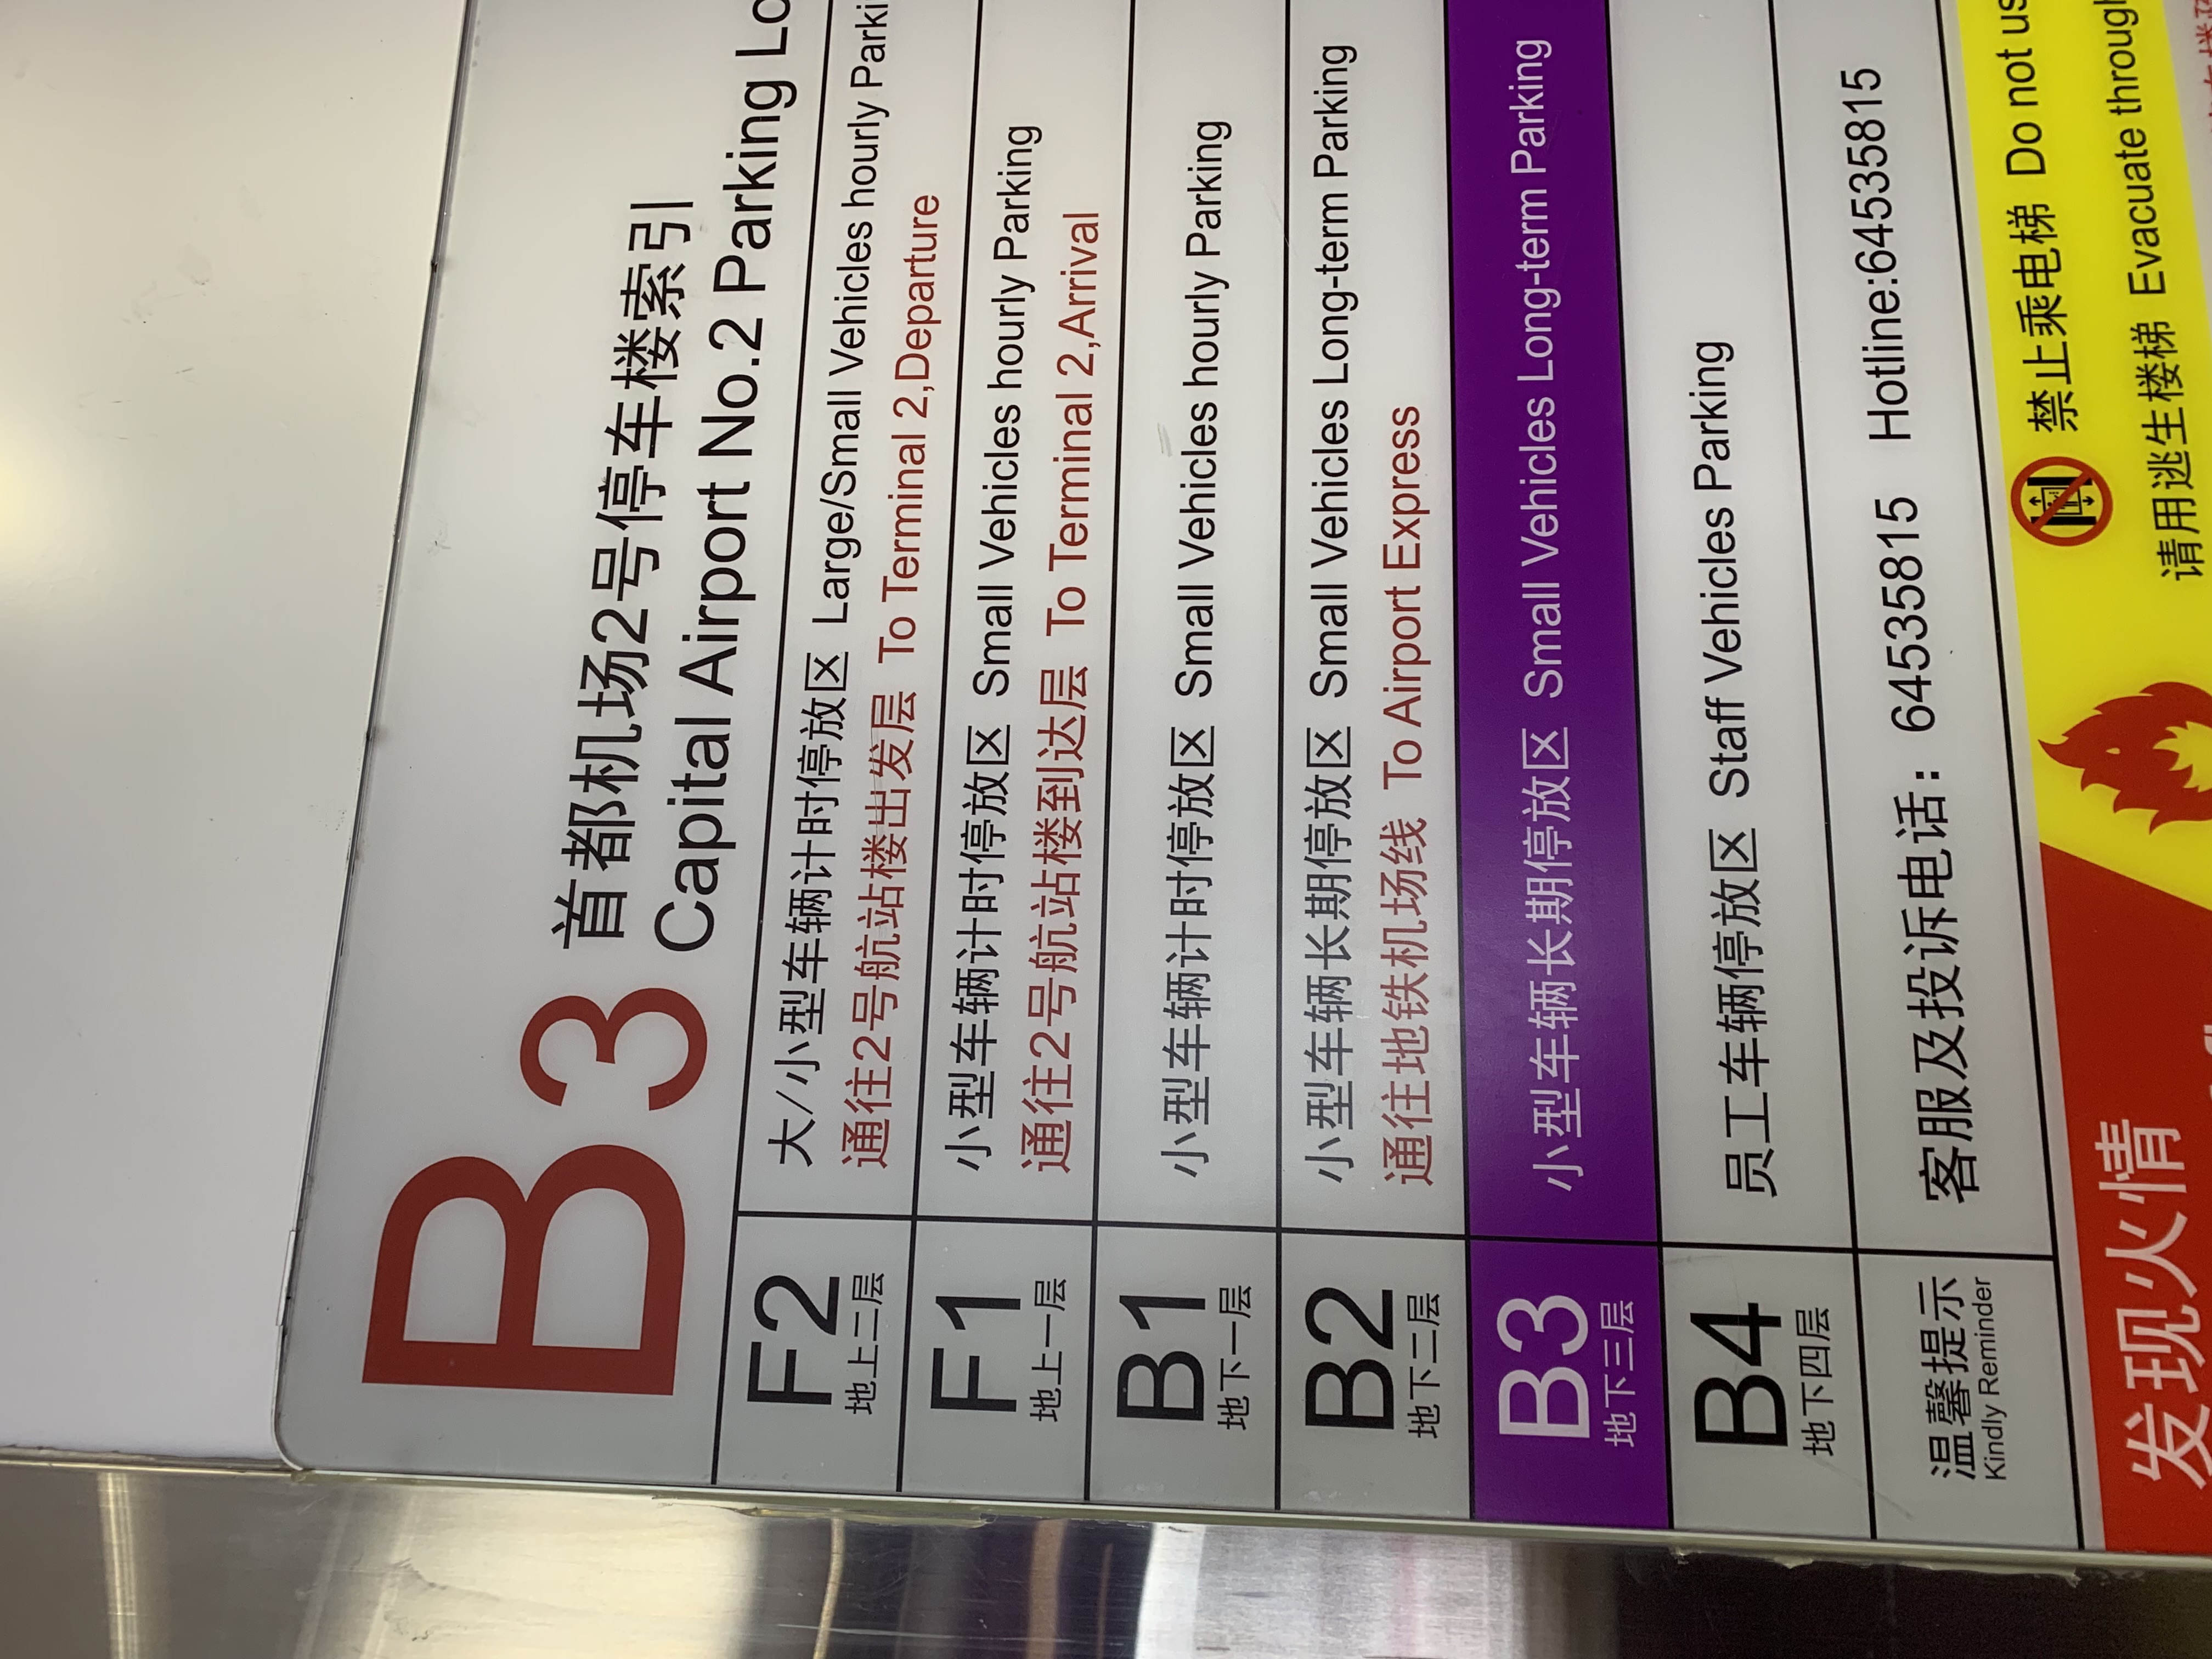 B3
首都机场2号停车楼索引
Capital Airport No.2 Parking
F2
地上二层
大/小型车辆计时停放区 Large/Small Vehicles hourly
通往2号航站楼出发层 To Terminal 2,Departure
F1
地上一层
小型车辆计时停放区 Small Vehicles hourly Parking
通往2号航站楼到达层 To Terminal 2,Arrival
B1
地下一层
小型车辆计时停放区 Small Vehicles hourly Parking
B2
地下二层
小型车辆长期停放区 Small Vehicles Long-term Parking
通往地铁机场线 To Airport Express
B3
地下三层
小型车辆长期停放区 Small Vehicles Long-term Parking
B4
地下四层
员工车辆停放区 Staff Vehicles Parking
温馨提示
Kindly Reminder
客服及投诉电话：64535815 Hotline:64535815
发现火情
禁止乘电梯 Do not
请用逃生楼梯 Evacuate